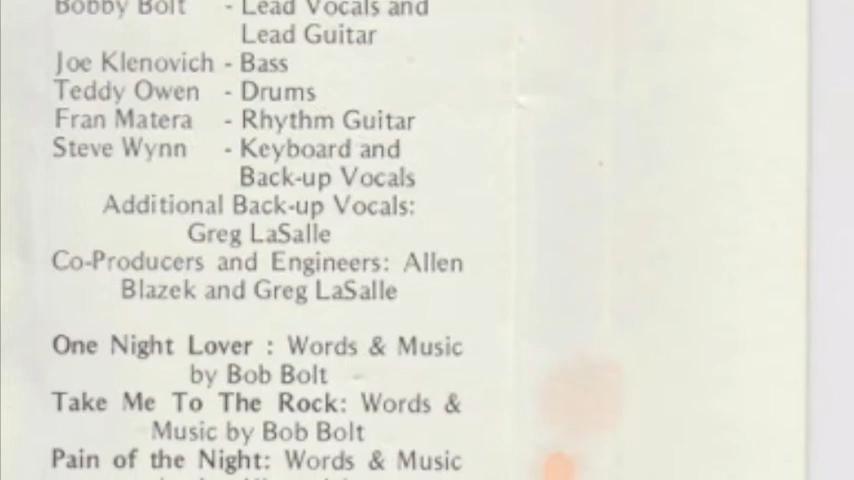 Bobby Bolt - Lead Vocals and
Lead Guitar
Joe Klenovich - Bass
Teddy Owen - Drums
Fran Matera - Rhythm Guitar
Steve Wynn - Keyboard and
Back-up Vocals
Additional Back-up Vocals:
Greg LaSalle
Co-Producers and Engineers: Allen
Blazek and Greg LaSalle
One Night Lover : Words & Music
by Bob Bolt
Take Me To The Rock: Words &
Music by Bob Bolt
Pain of the Night: Words & Music